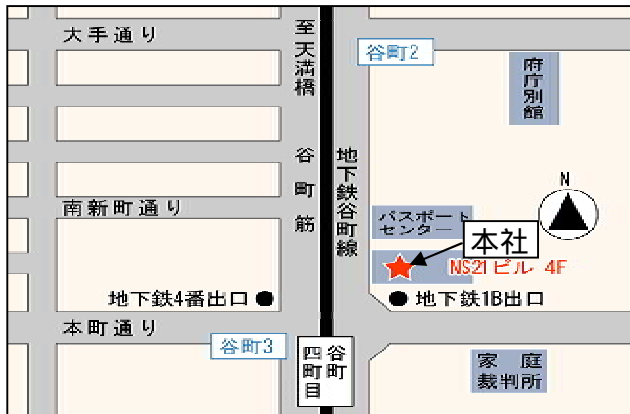 大手通り
至天満橋
谷町2
府庁別館
谷町筋
地下鉄谷町線
N
南新町通り
パスポート
センター
本社
NS21ビル 4F
地下鉄4番出口
地下鉄1B出口
本町通り
谷町3
谷町
四町目
家庭
裁判所